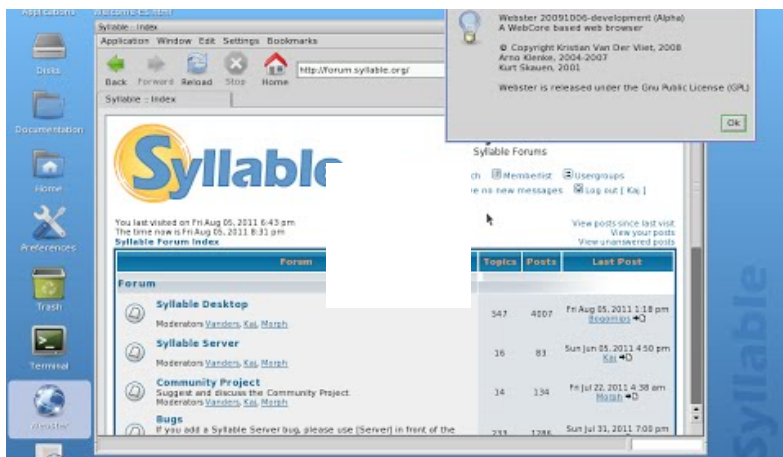 Applications
Welcome-ES.html
Disks
Documentation
Home
Preferences
Trash
Terminal
Webster
Syllable :: Index
Application Window Edit Settings Bookmarks
Back Forward Reload Stop Home
http://forum.syllable.org/
Syllable :: Index
Webster 20091006-development (Alpha)
A WebCore based web browser
© Copyright Kristian Van Der Vliet, 2008
Arno Klenke, 2004-2007
Kurt Skauen, 2001
Webster is released under the Gnu Public License (GPL)
Ok
Syllable
Syllable Forums
Memberlist Usergroups
no new messages Log out [ Kaj ]
You last visited on Fri Aug 05, 2011 6:43 pm
The time now is Fri Aug 05, 2011 8:31 pm
Syllable Forum Index
View posts since last visit
View your posts
View unanswered posts
Forum Topics Posts Last Post
Forum
Syllable Desktop
Moderators Vanders, Kaj, Morph
547 4007 Fri Aug 05, 2011 1:18 pm
Bogomips
Syllable Server
Moderators Vanders, Kaj, Morph
16 83 Sun Jun 05, 2011 4:50 pm
Kaj
Community Project
Suggest and discuss the Community Project.
Moderators Vanders, Kaj, Morph
14 134 Fri Jul 22, 2011 4:38 am
Morph
Bugs
If you add a Syllable Server bug, please use [Server] in front of the
233 1286 Sun Jul 31, 2011 7:00 pm
Syllable